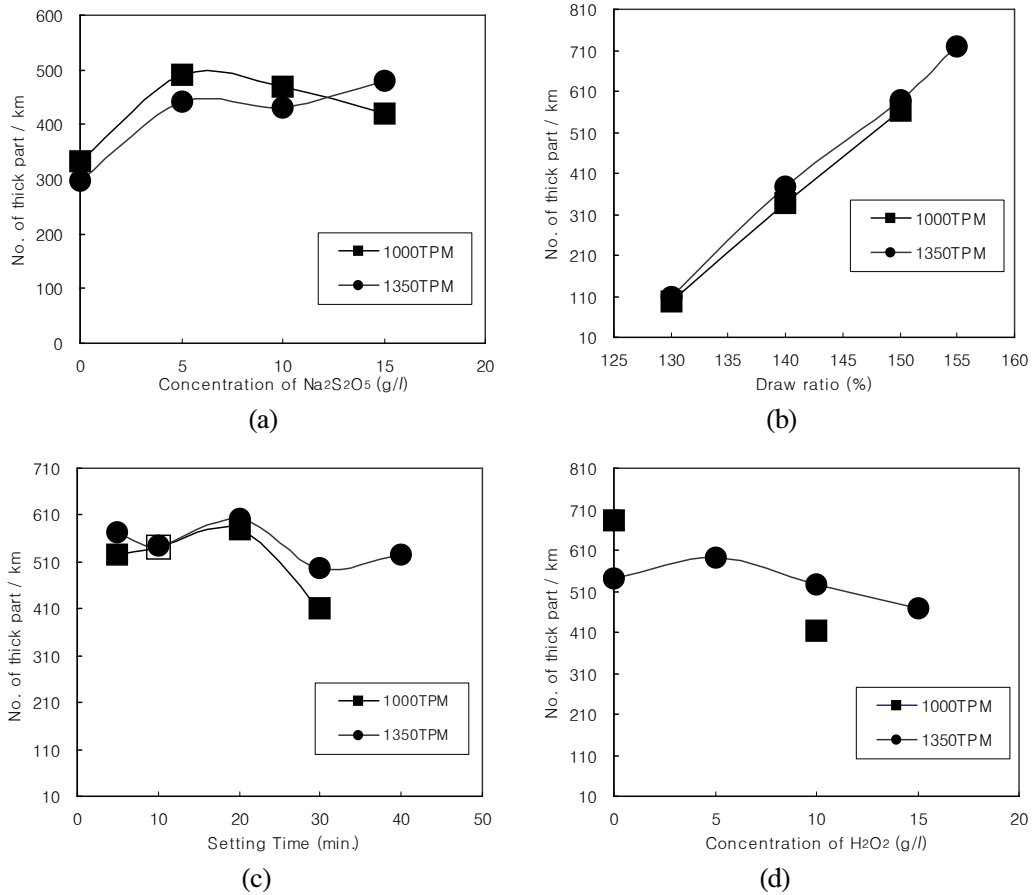 600
500
400
300
200
100
0
No. of thick part / km
0 5 10 15 20
Concentration of Na2S2O5 (g/l)
1000TPM
1350TPM
(a)
810
710
610
510
410
310
210
110
10
No. of thick part / km
125 130 135 140 145 150 155 160
Draw ratio (%)
1000TPM
1350TPM
(b)
710
610
510
410
310
210
110
10
No. of thick part / km
0 10 20 30 40 50
Setting Time (min.)
1000TPM
1350TPM
(c)
810
710
610
510
410
310
210
110
10
No. of thick part / km
0 5 10 15 20
Concentration of H2O2 (g/l)
1000TPM
1350TPM
(d)